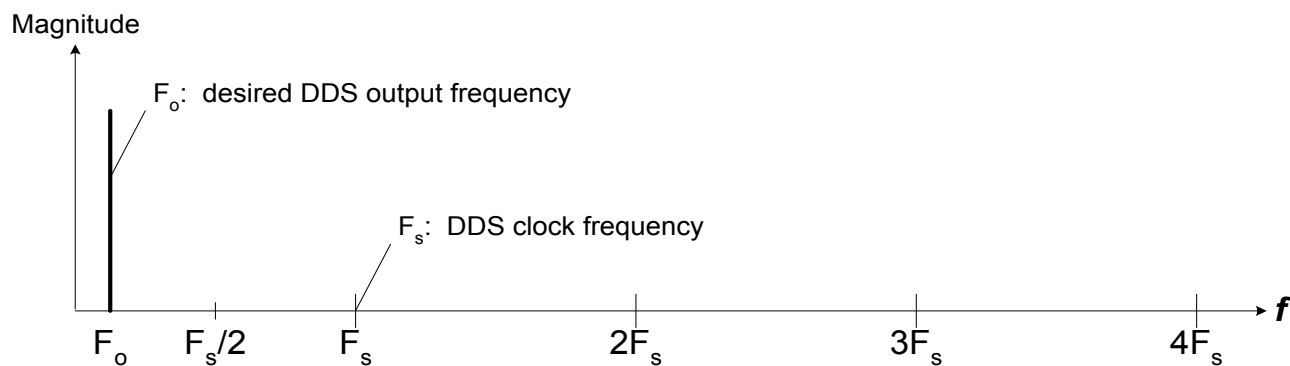 Magnitude
Fₒ: desired DDS output frequency
Fₛ: DDS clock frequency
Fₒ Fₛ/2 Fₛ 2Fₛ 3Fₛ 4Fₛ f